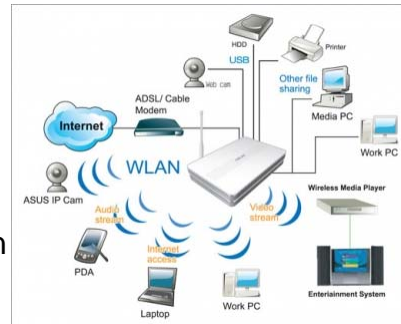 HDD
Printer
USB
Web cam
Other file
sharing
ADSL/ Cable
Modem
Media PC
Internet
Work PC
WLAN
ASUS IP Cam
Wireless Media Player
Audio
stream
Video
stream
Internet
access
PDA
Laptop
Work PC
Enteriainment System